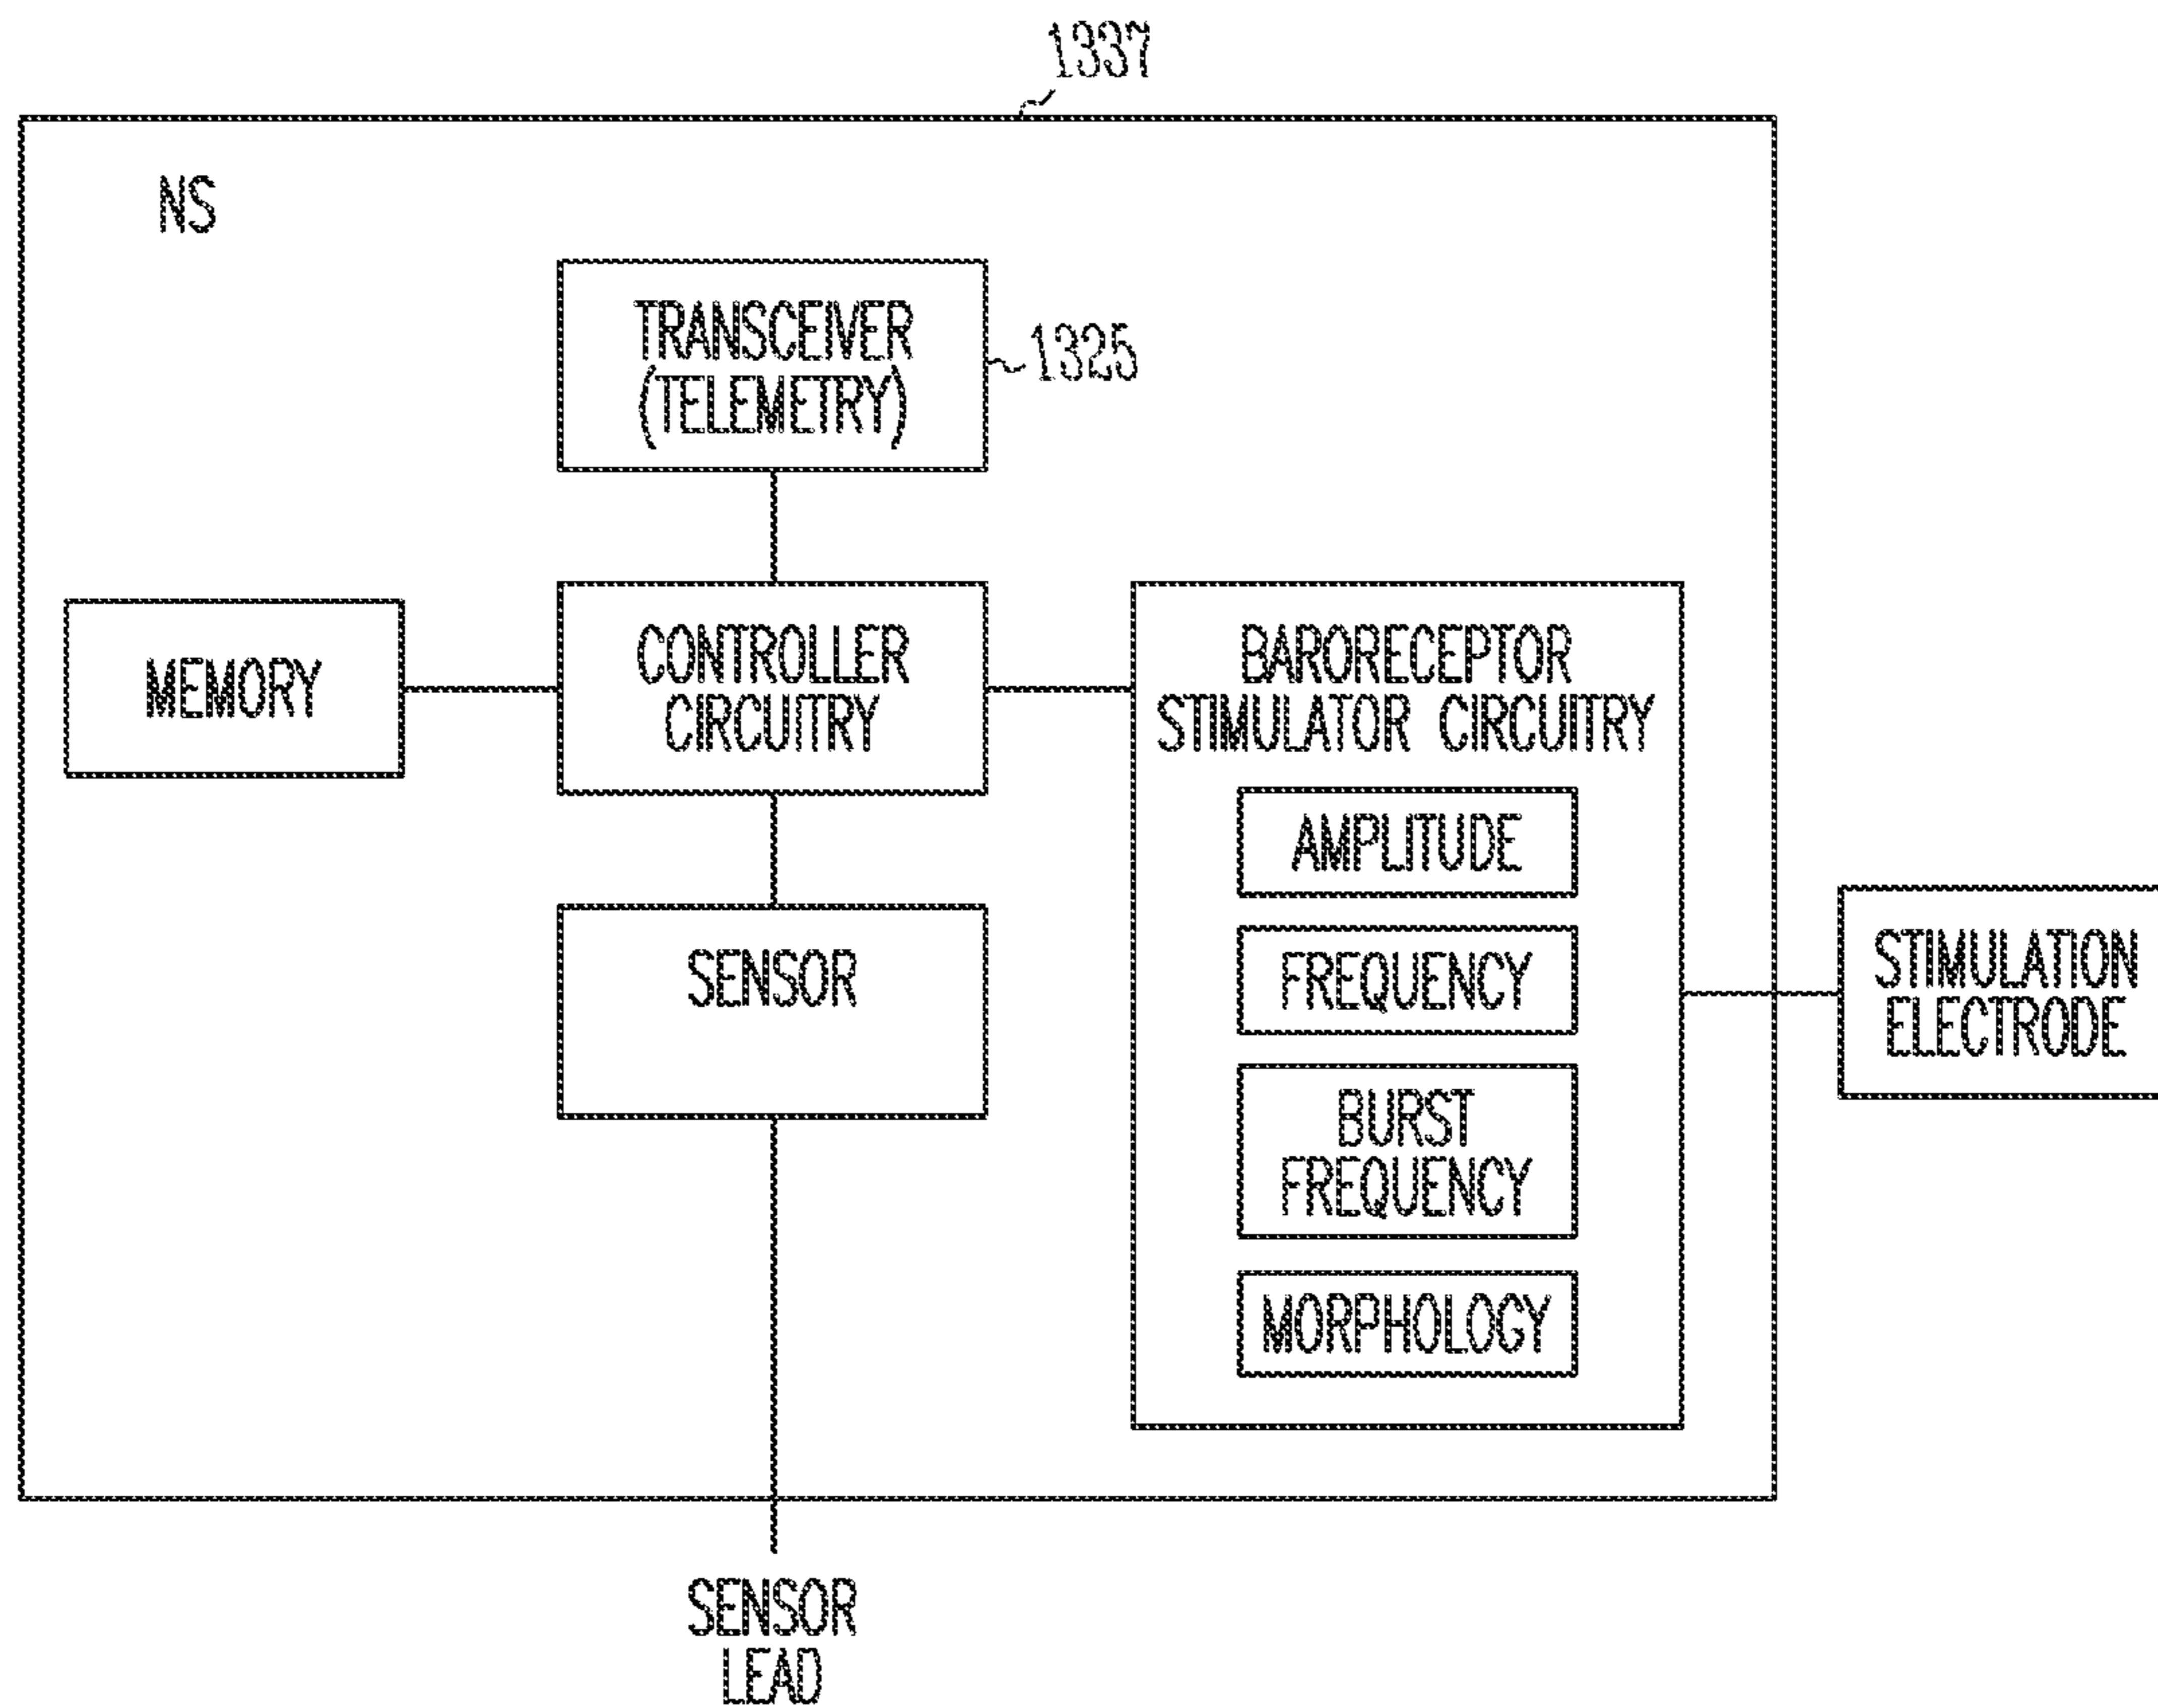 1337
NS
TRANSCEIVER
(TELEMETRY)
1325
MEMORY
CONTROLLER
CIRCUITRY
BARORECEPTOR
STIMULATOR CIRCUITRY
AMPLITUDE
FREQUENCY
BURST
FREQUENCY
MORPHOLOGY
SENSOR
STIMULATION
ELECTRODE
SENSOR
LEAD